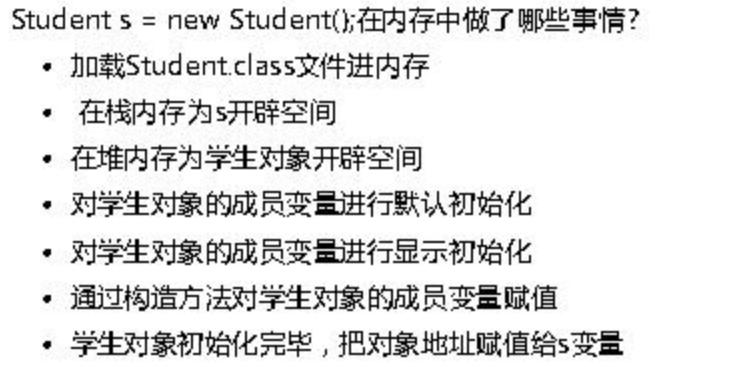 Student s = new Student();在内存中做了哪些事情?
• 加载Student.class文件进内存
• 在栈内存为s开辟空间
• 在堆内存为学生对象开辟空间
• 对学生对象的成员变量进行默认初始化
• 对学生对象的成员变量进行显示初始化
• 通过构造方法对学生对象的成员变量赋值
• 学生对象初始化完毕，把对象地址赋值给s变量